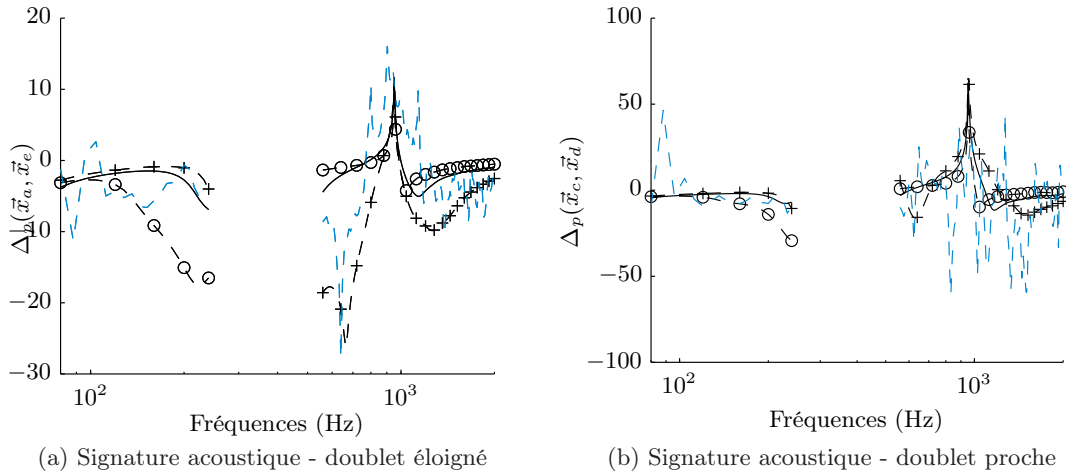 20
10
0
−10
−20
−30
Δp(x⃗a, x⃗e)
10²
10³
Fréquences (Hz)
(a) Signature acoustique - doublet éloigné
100
50
0
−50
−100
Δp(x⃗c, x⃗d)
10²
10³
Fréquences (Hz)
(b) Signature acoustique - doublet proche